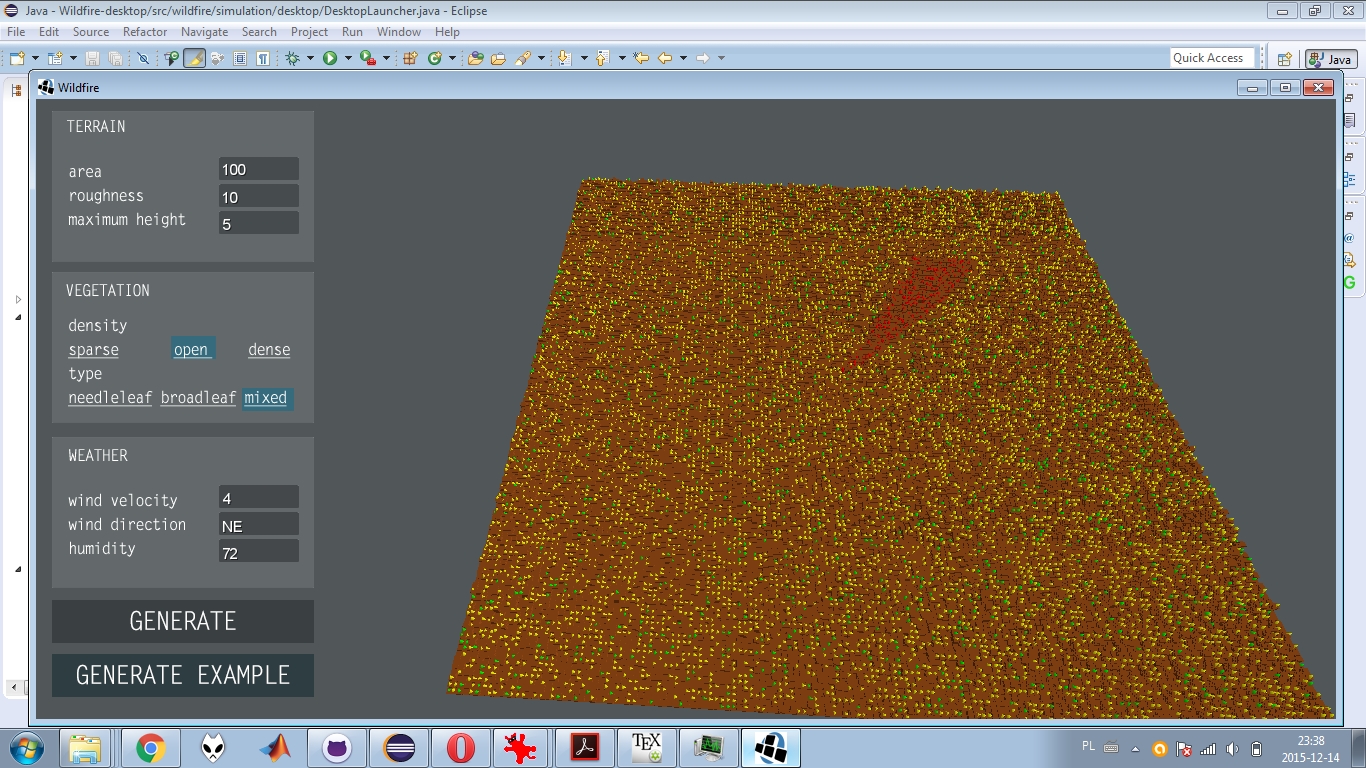 Java - Wildfire-desktop/src/wildfire/simulation/desktop/DesktopLauncher.java - Eclipse
File Edit Source Refactor Navigate Search Project Run Window Help
Quick Access
Java
Wildfire
TERRAIN
area 100
roughness 10
maximum height 5
VEGETATION
density
sparse open dense
type
needleleaf broadleaf mixed
WEATHER
wind velocity 4
wind direction NE
humidity 72
GENERATE
GENERATE EXAMPLE
TEX
PL
23:38
2015-12-14